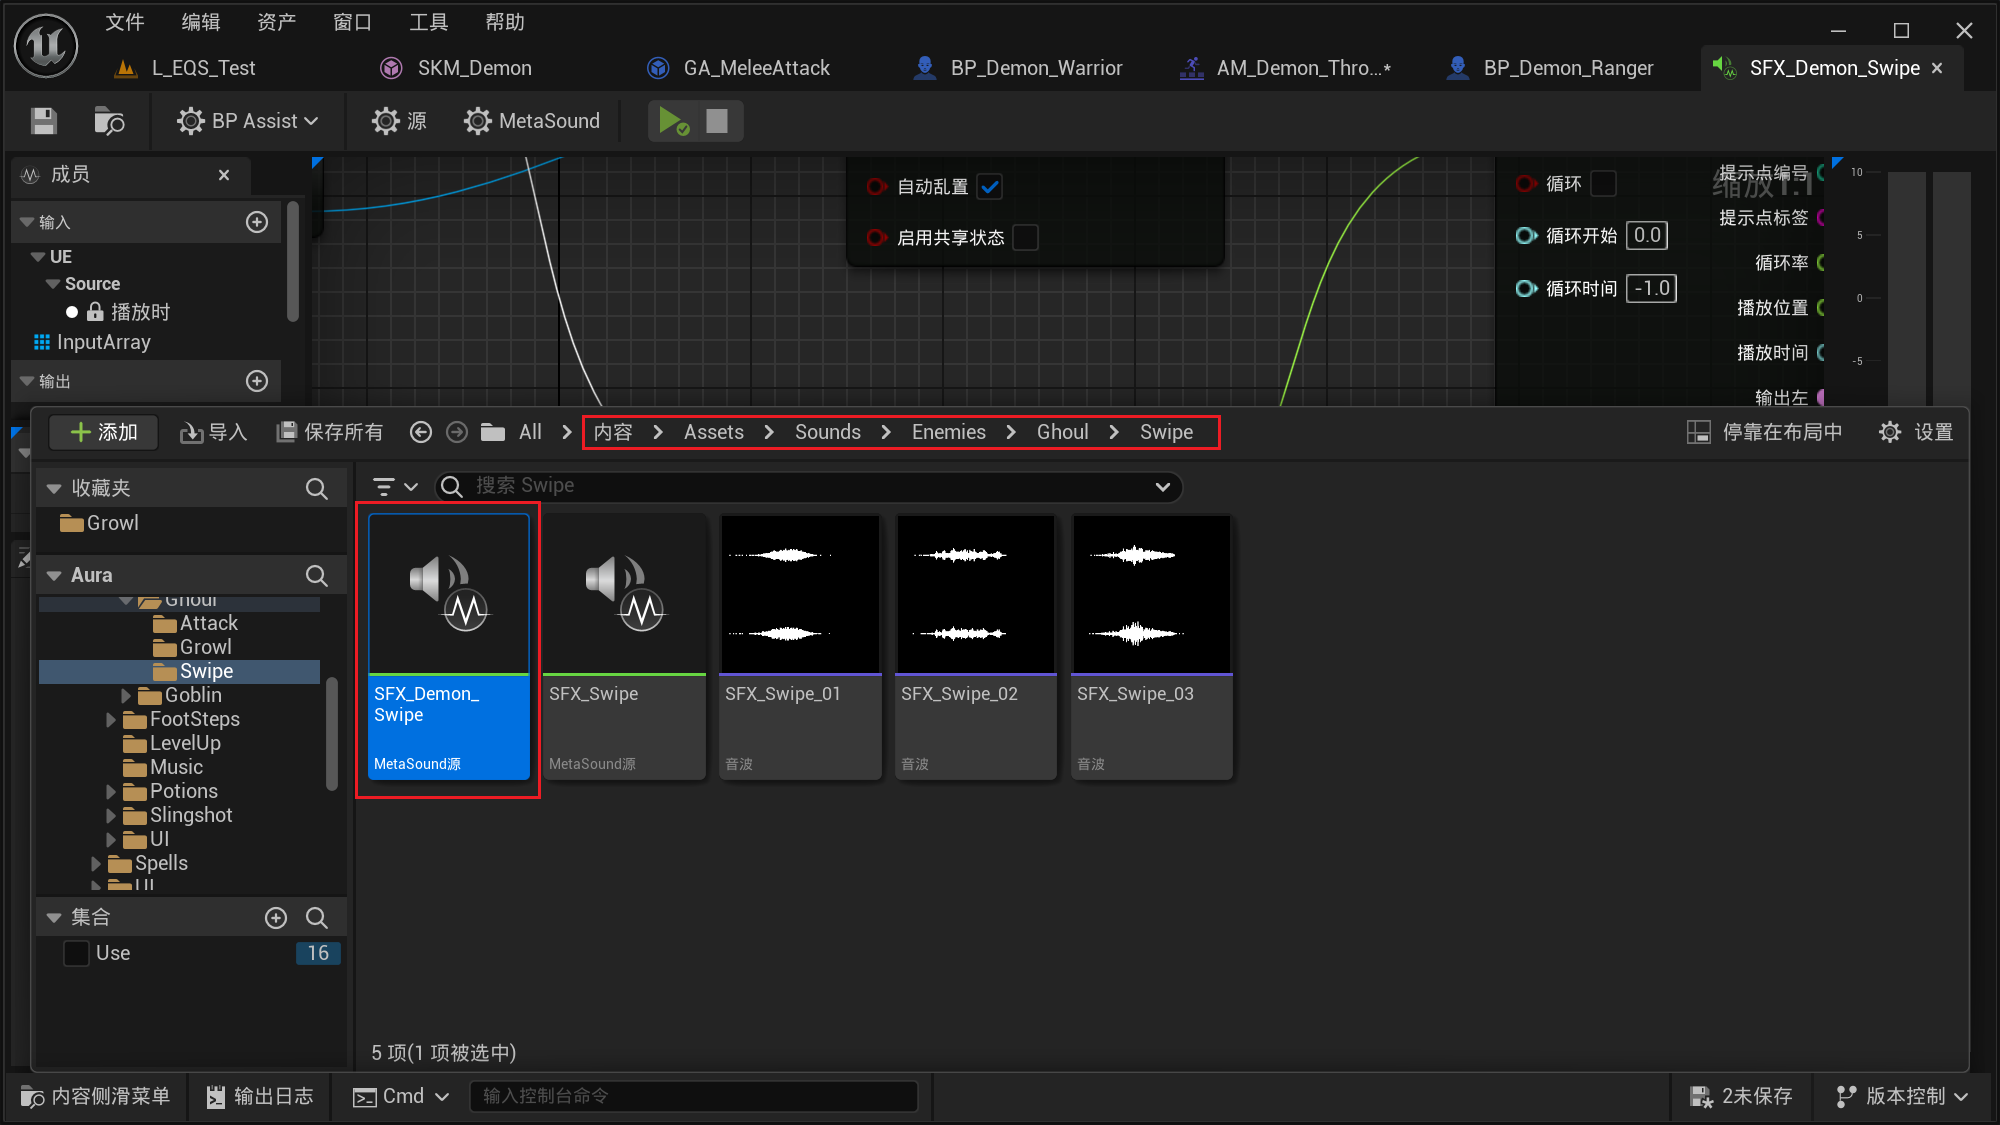 文件 编辑 资产 窗口 工具 帮助
L_EQS_Test SKM_Demon GA_MeleeAttack BP_Demon_Warrior AM_Demon_Thro...* BP_Demon_Ranger SFX_Demon_Swipe
BP Assist 源 MetaSound
成员
输入
UE
Source
播放时
InputArray
输出
自动乱置
启用共享状态
循环
循环开始 0.0
循环时间 -1.0
缩放1:1
提示点编号
提示点标签
循环率
播放位置
播放时间
输出左
10
5
0
-5
添加 导入 保存所有 All 内容 Assets Sounds Enemies Ghoul Swipe 停靠在布局中 设置
收藏夹
Growl
Aura
Ghoul
Attack
Growl
Swipe
Goblin
FootSteps
LevelUp
Music
Potions
Slingshot
UI
Spells
UI
集合
Use 16
搜索 Swipe
SFX_Demon_
Swipe
MetaSound源
SFX_Swipe
MetaSound源
SFX_Swipe_01
音波
SFX_Swipe_02
音波
SFX_Swipe_03
音波
5 项(1 项被选中)
内容侧滑菜单 输出日志 Cmd 输入控制台命令 2未保存 版本控制